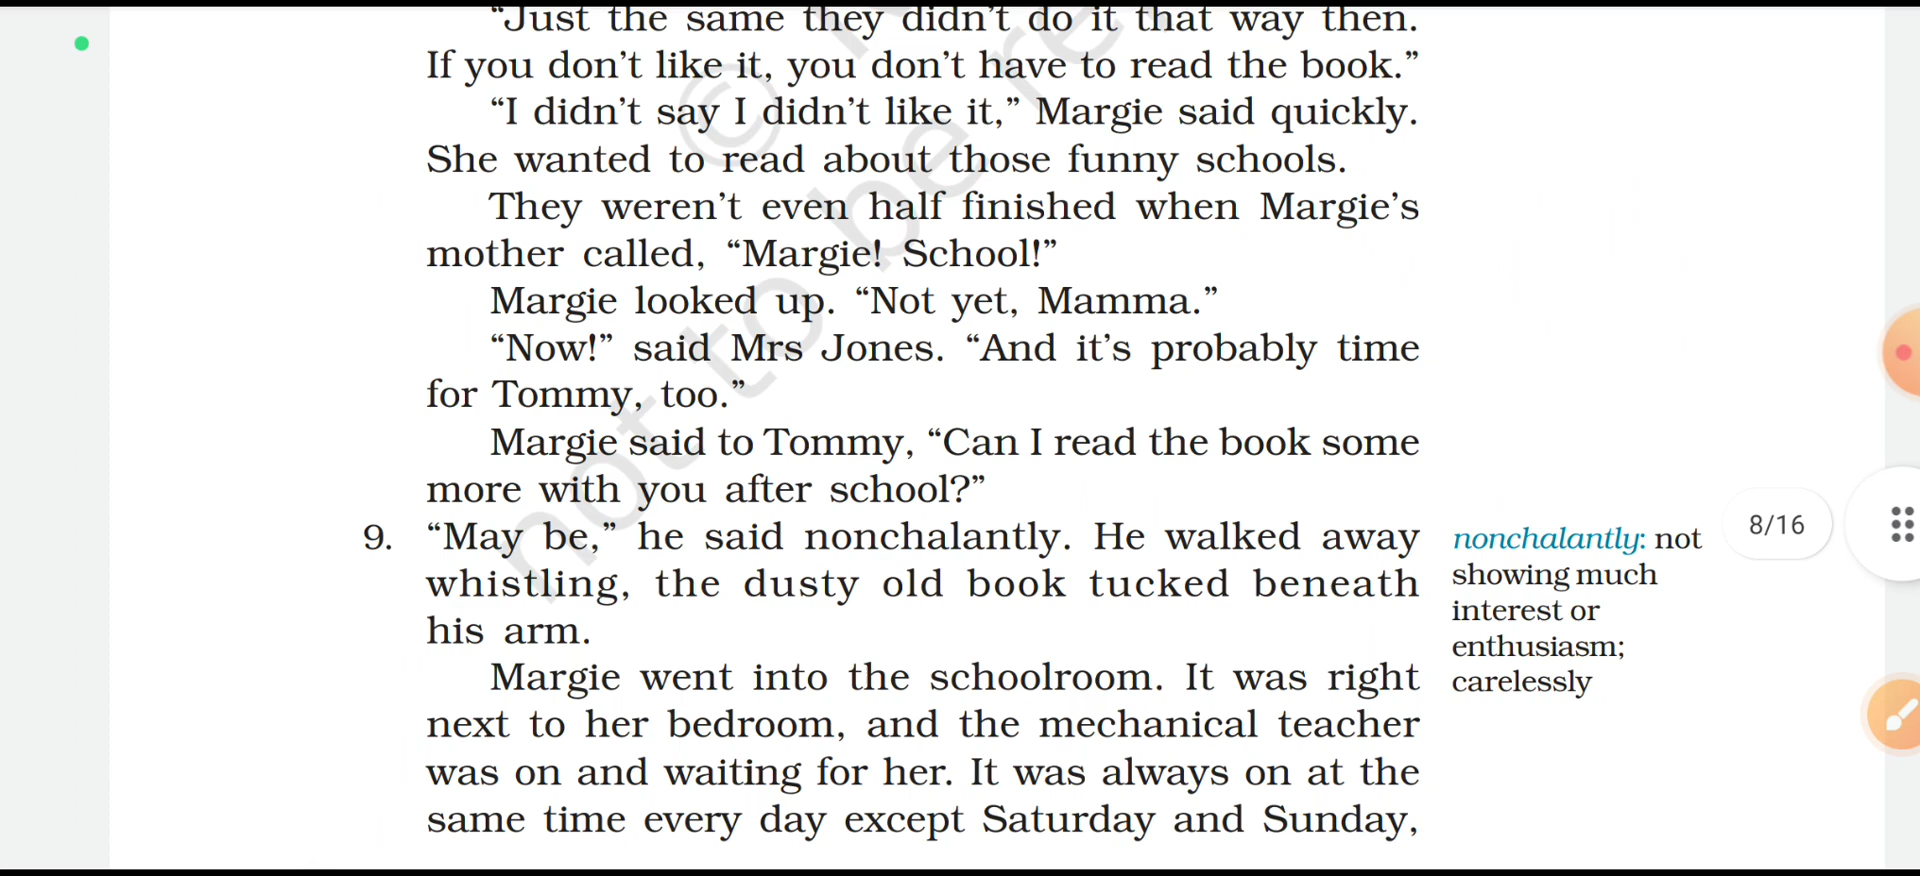 "Just the same they didn't do it that way then.
If you don't like it, you don't have to read the book."
"I didn't say I didn't like it," Margie said quickly.
She wanted to read about those funny schools.
They weren't even half finished when Margie's
mother called, "Margie! School!"
Margie looked up. "Not yet, Mamma."
"Now!" said Mrs Jones. "And it's probably time
for Tommy, too."
Margie said to Tommy, "Can I read the book some
more with you after school?"
9. "May be," he said nonchalantly. He walked away
whistling, the dusty old book tucked beneath
his arm.
Margie went into the schoolroom. It was right
next to her bedroom, and the mechanical teacher
was on and waiting for her. It was always on at the
same time every day except Saturday and Sunday,
nonchalantly: not
showing much
interest or
enthusiasm;
carelessly
8/16
©
not to be re